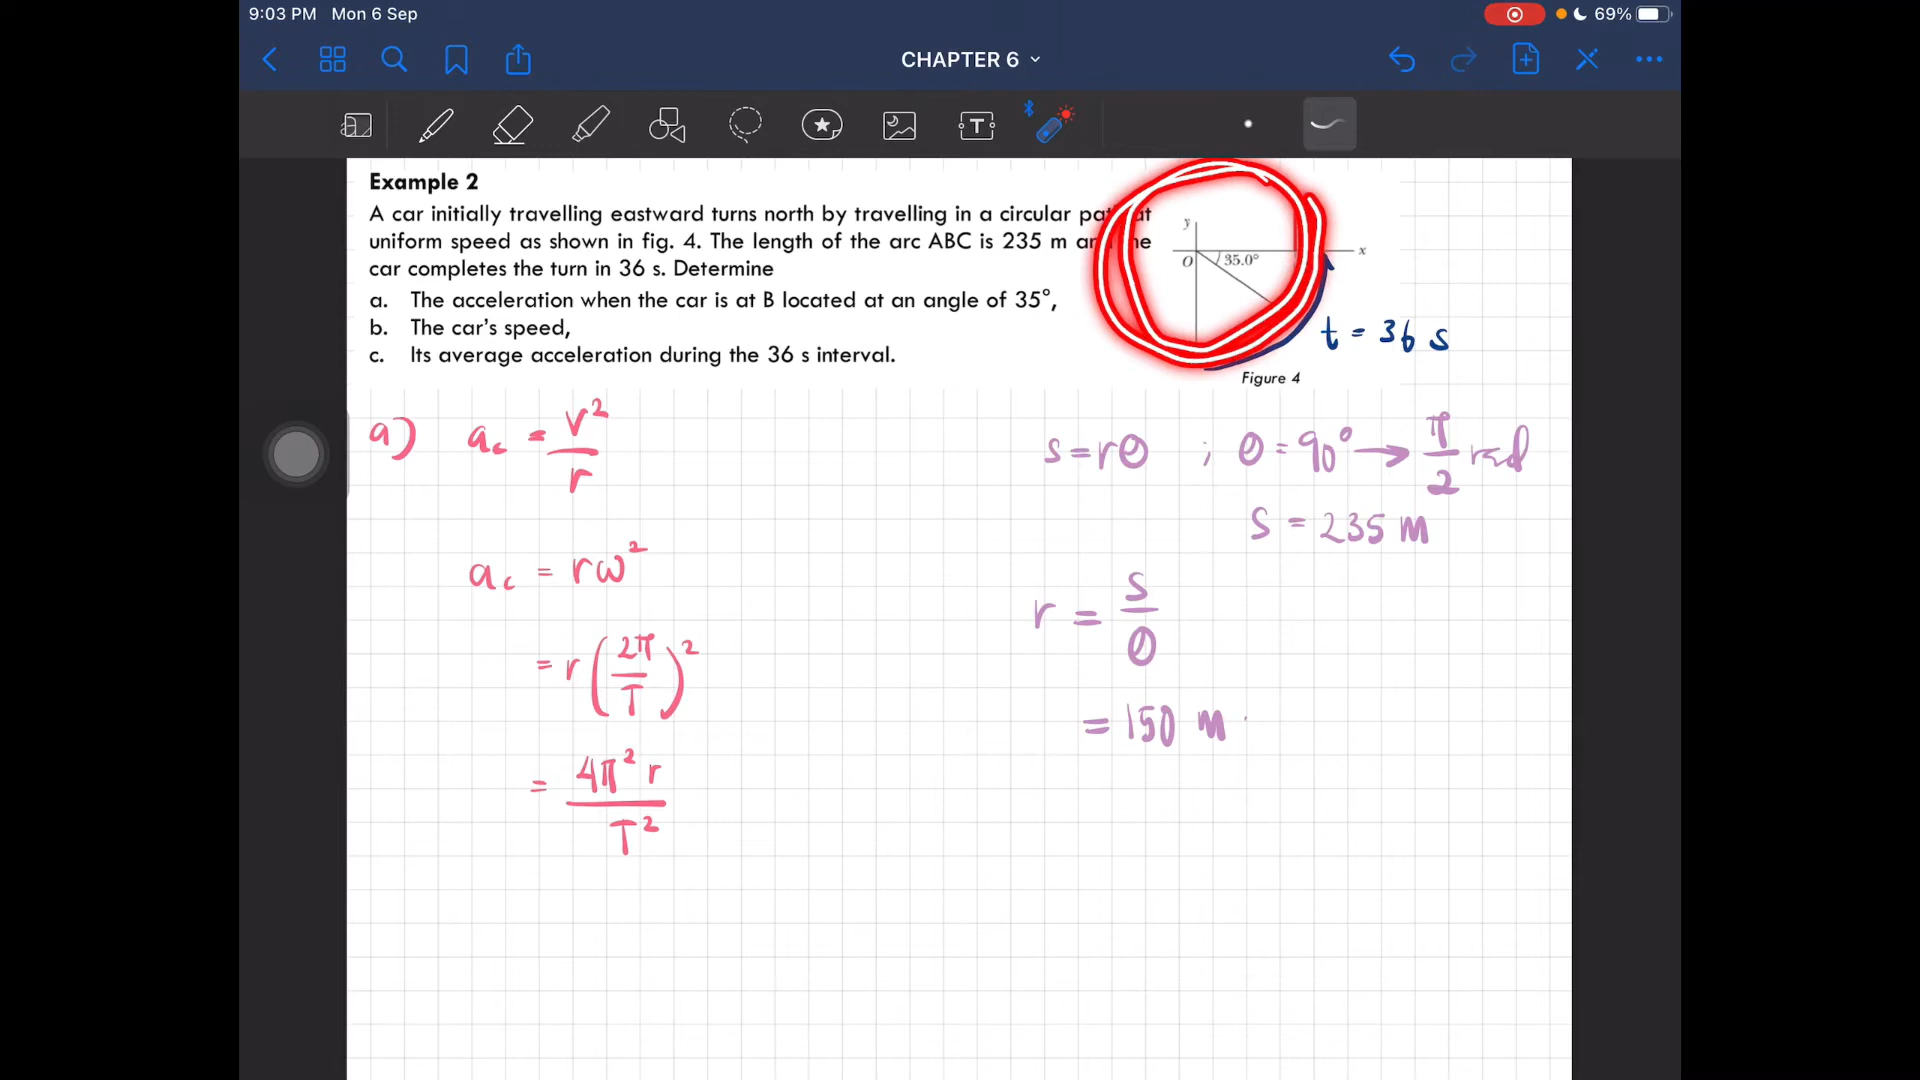 9:03 PM Mon 6 Sep
69%
CHAPTER 6
Example 2
A car initially travelling eastward turns north by travelling in a circular at
uniform speed as shown in fig. 4. The length of the arc ABC is 235 m
car completes the turn in 36 s. Determine
a. The acceleration when the car is at B located at an angle of 35°,
b. The car's speed,
c. Its average acceleration during the 36 s interval.
y
x
O
35.0°
t = 36 s
Figure 4
a) a_c = v²/r
a_c = rω²
= r(2π/T)²
= 4π² r/T²
s = rθ ; θ = 90° → π/2 rad
S = 235 m
r = s/θ
= 150 m